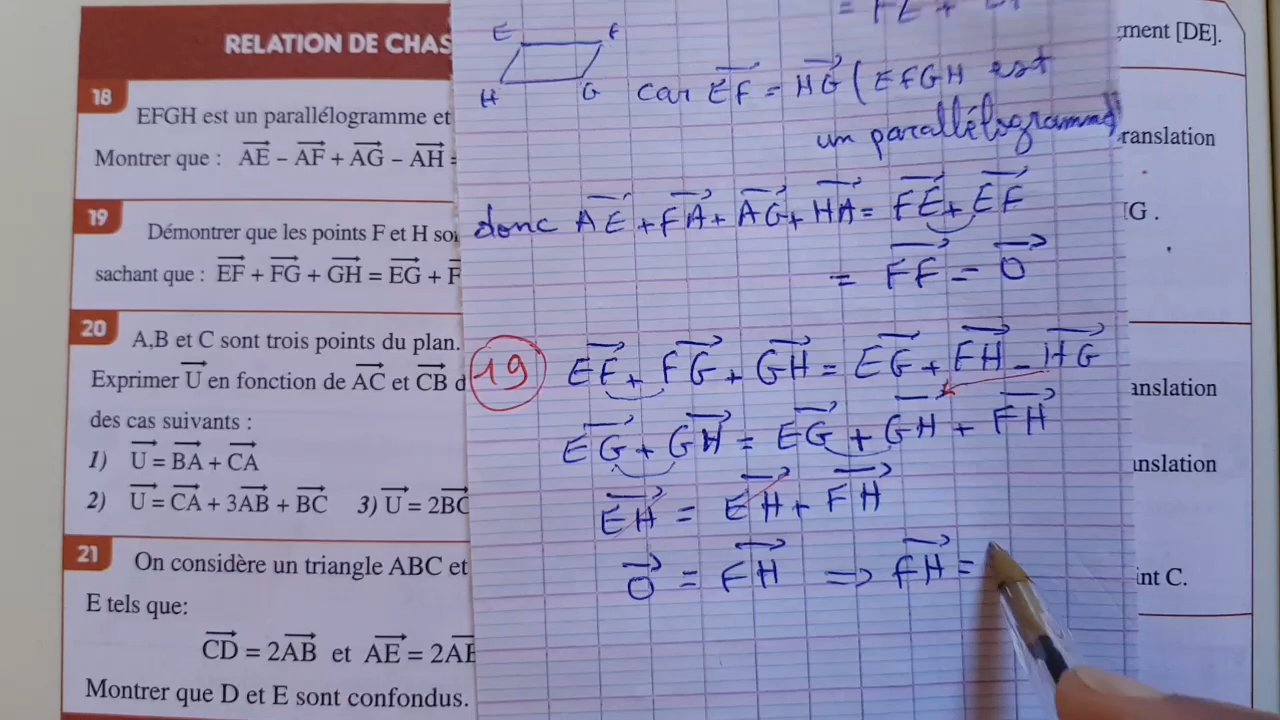 RELATION DE CHAS
18
EFGH est un parallélogramme et
Montrer que : AE⃗ − AF⃗ + AG⃗ − AH⃗ =
19
Démontrer que les points F et H so
sachant que : EF⃗ + FG⃗ + GH⃗ = EG⃗ + F
20
A,B et C sont trois points du plan.
Exprimer U⃗ en fonction de AC⃗ et CB⃗ d
des cas suivants :
1) U⃗ = BA⃗ + CA⃗
2) U⃗ = CA⃗ + 3AB⃗ + BC⃗ 3) U⃗ = 2BC
21
On considère un triangle ABC et
E tels que:
CD⃗ = 2AB⃗ et AE⃗ = 2AB
Montrer que D et E sont confondus.
E F
H G
car EF⃗ = HG⃗ ( EFGH est
un parallélogramme)
donc AE⃗ + FA⃗ + AG⃗ + HA⃗ = FE⃗ + EF⃗
= FF⃗ = 0⃗
19 EF⃗ + FG⃗ + GH⃗ = EG⃗ + FH⃗ − HG⃗
EG⃗ + GH⃗ = EG⃗ + GH⃗ + FH⃗
EH⃗ = EH⃗ + FH⃗
0⃗ = FH⃗ ⇒ FH⃗ =
gment [DE].
ranslation
G .
anslation
anslation
int C.